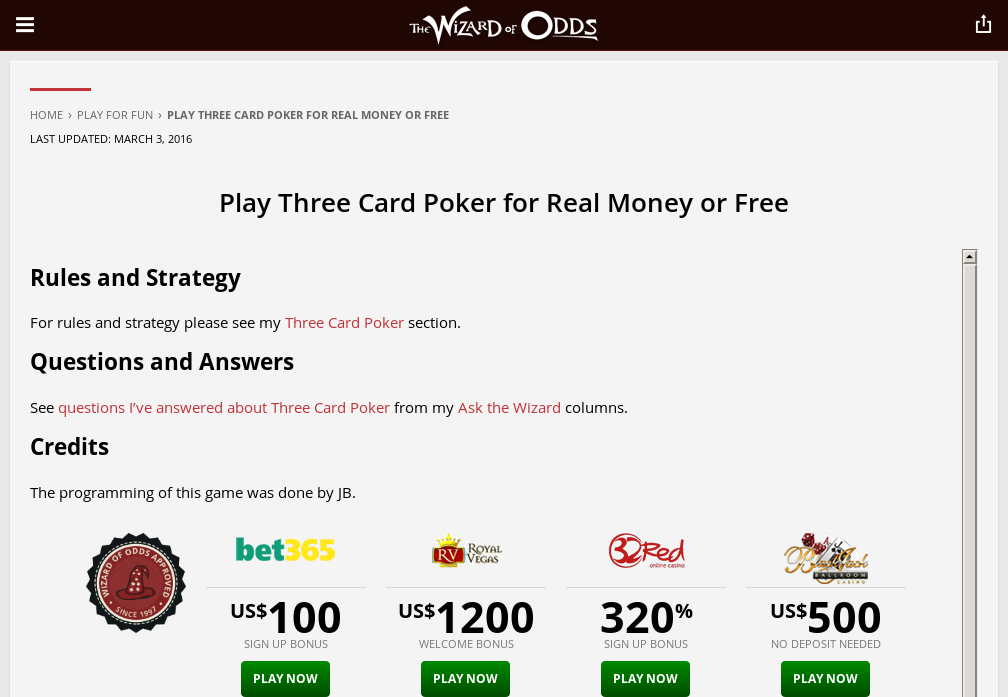 THE WIZARD OF ODDS
HOME › PLAY FOR FUN › PLAY THREE CARD POKER FOR REAL MONEY OR FREE
LAST UPDATED: MARCH 3, 2016
Play Three Card Poker for Real Money or Free
Rules and Strategy
For rules and strategy please see my Three Card Poker section.
Questions and Answers
See questions I’ve answered about Three Card Poker from my Ask the Wizard columns.
Credits
The programming of this game was done by JB.
WIZARD OF ODDS APPROVED
SINCE 1997
bet365
US$100
SIGN UP BONUS
PLAY NOW
RV ROYAL VEGAS
US$1200
WELCOME BONUS
PLAY NOW
32Red
online casino
320%
SIGN UP BONUS
PLAY NOW
BlackJack
BALLROOM
CASINO
US$500
NO DEPOSIT NEEDED
PLAY NOW